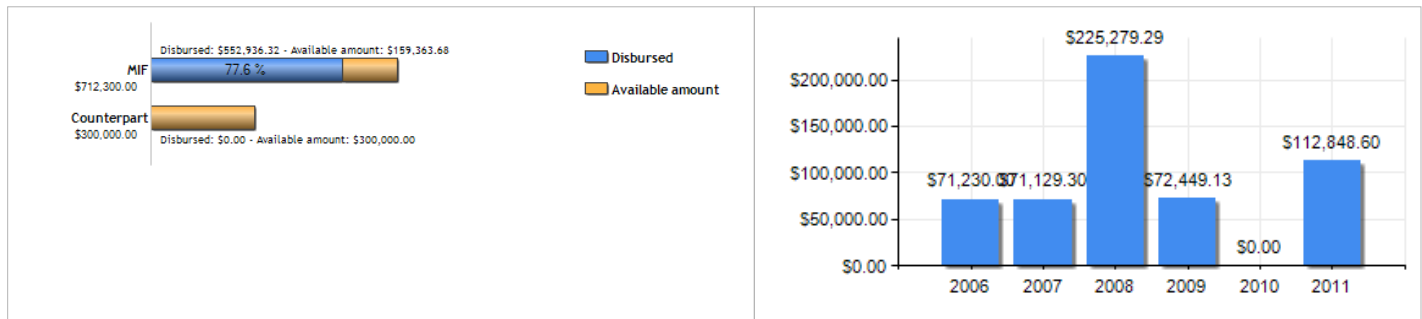 Disbursed: $552,936.32 - Available amount: $159,363.68
MIF
77.6 %
$712,300.00
Counterpart
$300,000.00
Disbursed: $0.00 - Available amount: $300,000.00
Disbursed
Available amount
$225,279.29
$200,000.00
$150,000.00
$112,848.60
$100,000.00
$71,230.00
$71,129.30
$72,449.13
$50,000.00
$0.00
$0.00
2006 2007 2008 2009 2010 2011